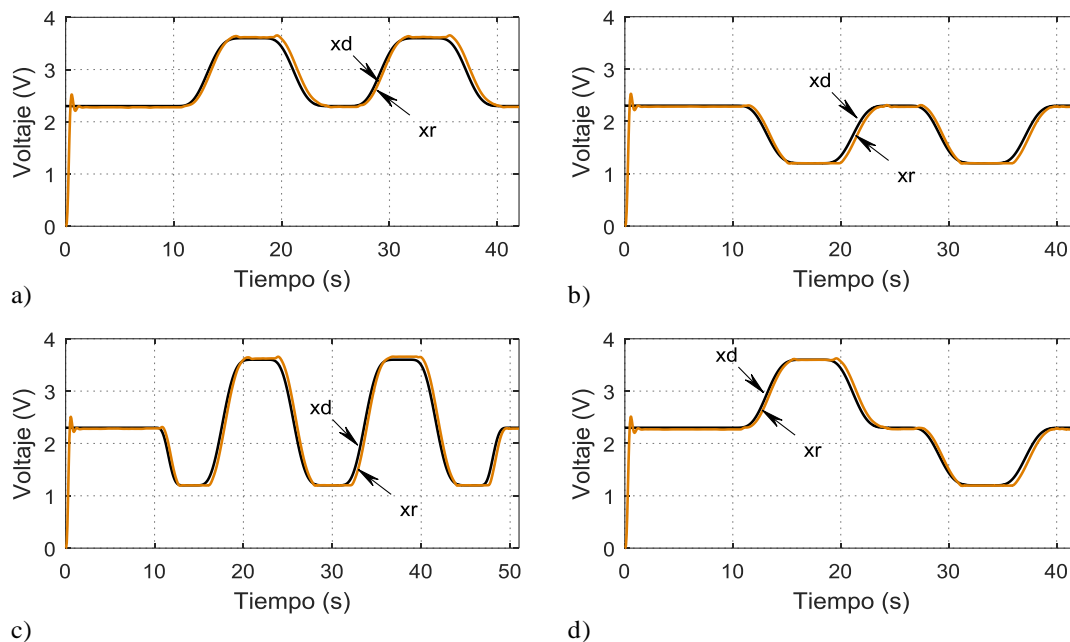 4
3
2
1
0
Voltaje (V)
xd
xr
0 10 20 30 40
Tiempo (s)
a)
4
3
2
1
0
Voltaje (V)
xd
xr
0 10 20 30 40
Tiempo (s)
b)
4
3
2
1
0
Voltaje (V)
xd
xr
0 10 20 30 40 50
Tiempo (s)
c)
4
3
2
1
0
Voltaje (V)
xd
xr
0 10 20 30 40
Tiempo (s)
d)